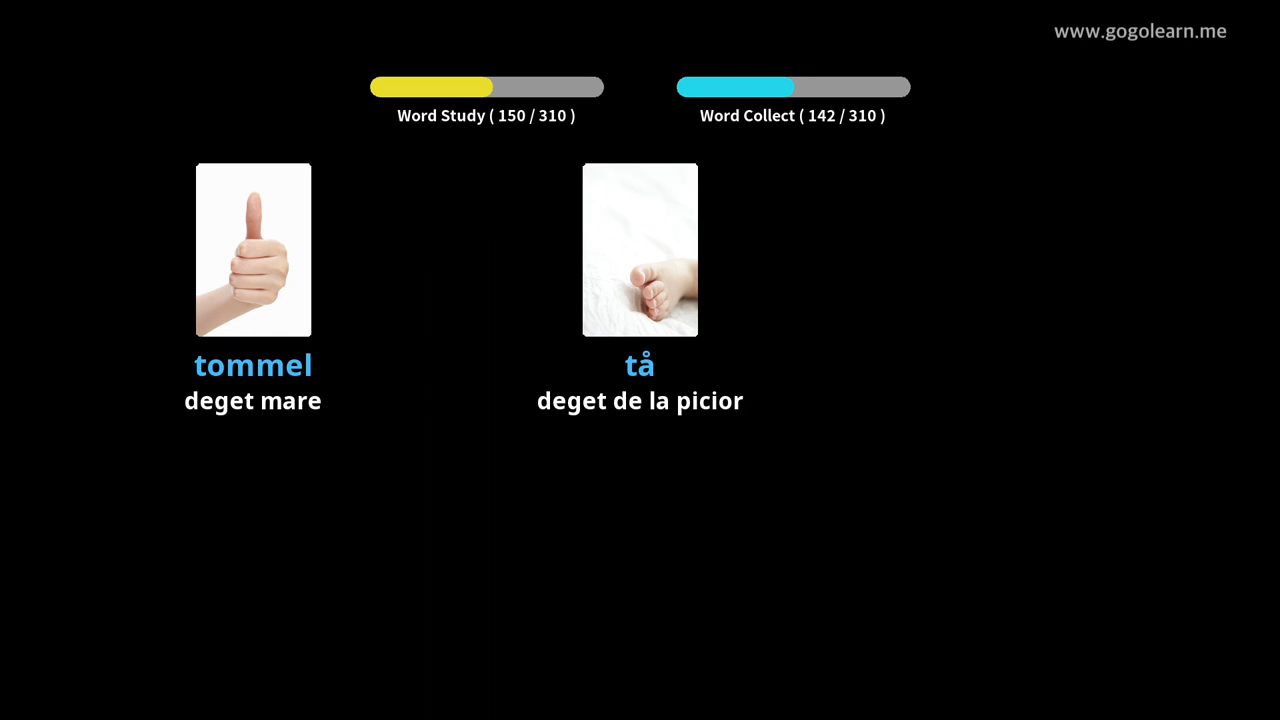 www.gogolearn.me
Word Study ( 150 / 310 )
Word Collect ( 142 / 310 )
tommel
deget mare
tå
deget de la picior